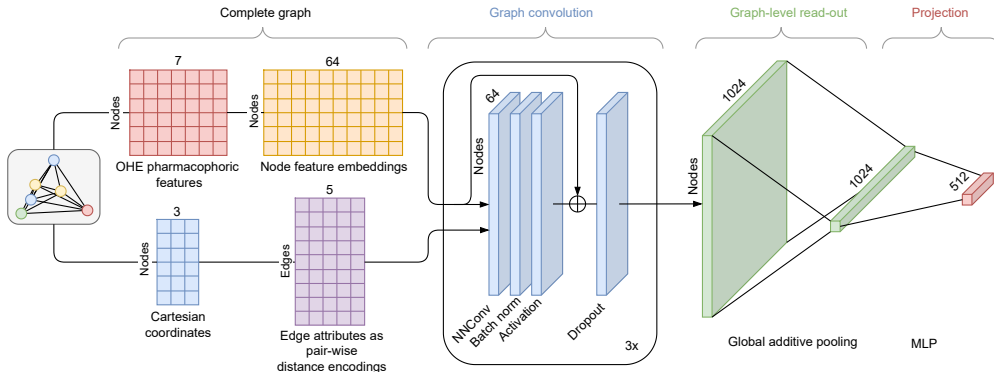 Complete graph
Graph convolution
Graph-level read-out
Projection
7
64
Nodes
Nodes
OHE pharmacophoric
features
Node feature embeddings
3
5
Nodes
Edges
Cartesian
coordinates
Edge attributes as
pair-wise
distance encodings
64
Nodes
NNConv
Batch norm
Activation
Dropout
3x
1024
Nodes
1024
512
Global additive pooling
MLP